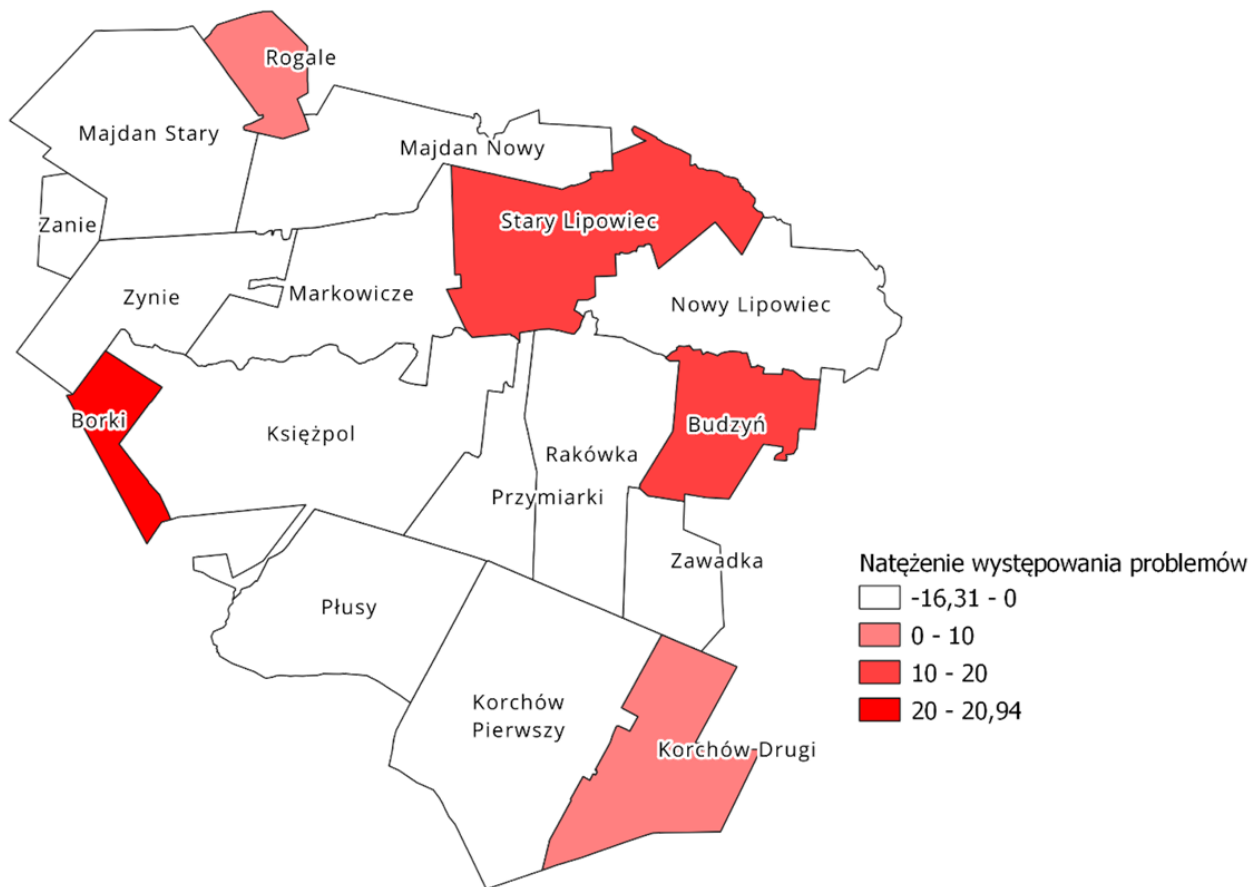 Rogale
Majdan Stary
Majdan Nowy
Stary Lipowiec
Zanie
Zynie
Markowicze
Nowy Lipowiec
Borki
Księżpol
Budzyń
Rakówka
Przymiarki
Zawadka
Płusy
Korchów
Pierwszy
Korchów Drugi
Natężenie występowania problemów
-16,31 - 0
0 - 10
10 - 20
20 - 20,94